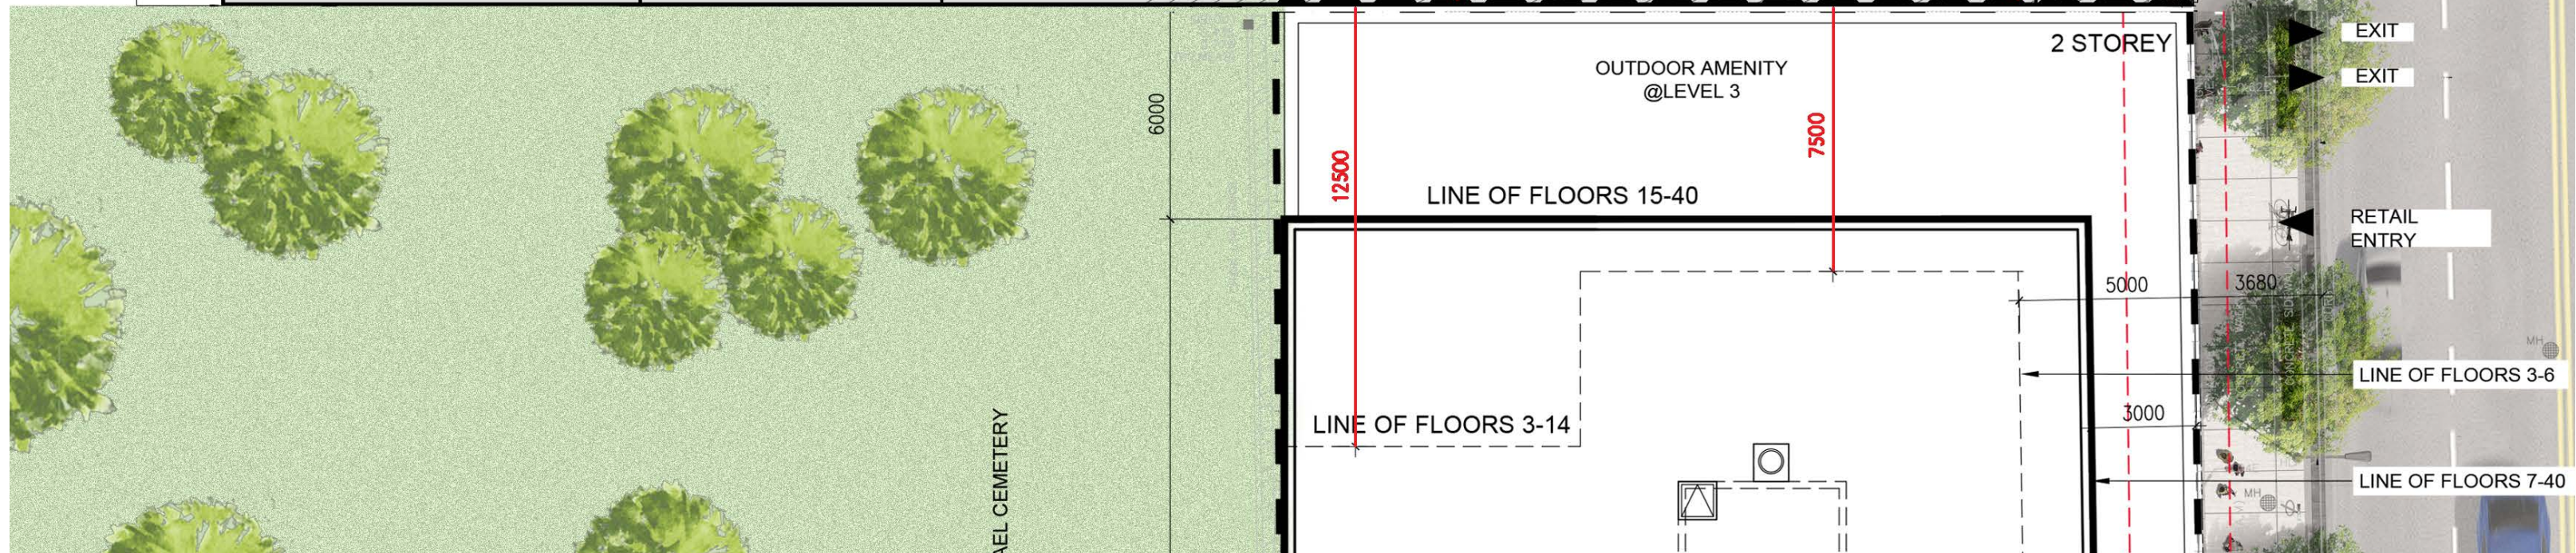 2 STOREY
EXIT
EXIT
OUTDOOR AMENITY
@LEVEL 3
6000
12500
7500
LINE OF FLOORS 15-40
RETAIL
ENTRY
5000
3680
LINE OF FLOORS 3-6
3000
LINE OF FLOORS 3-14
AEL CEMETERY
LINE OF FLOORS 7-40
MH
MH